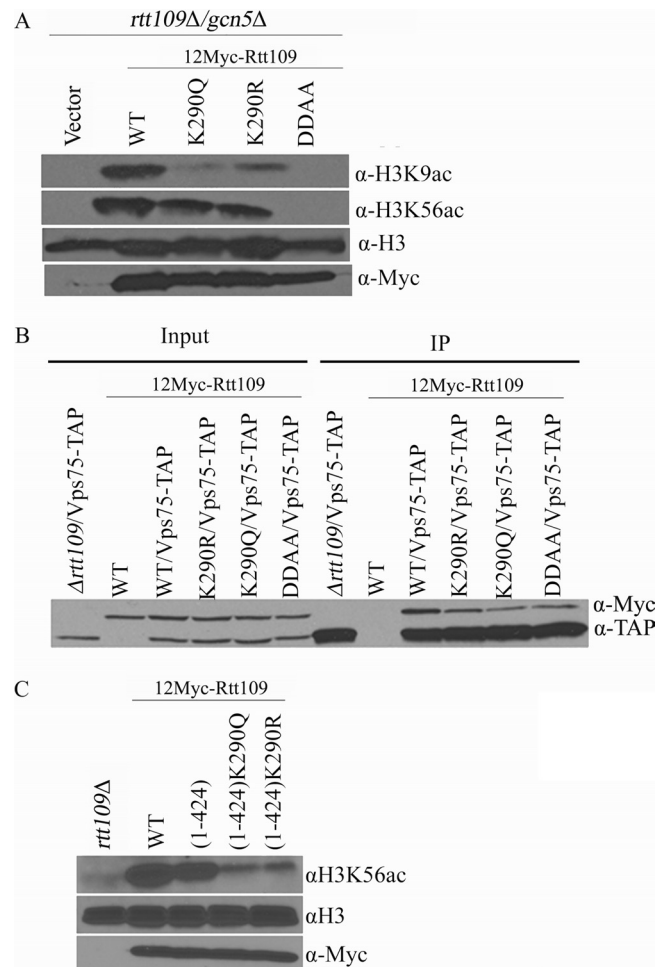 A
rtt109Δ/gcn5Δ
12Myc-Rtt109
Vector
WT
K290Q
K290R
DDAA
α-H3K9ac
α-H3K56ac
α-H3
α-Myc
B
Input
IP
12Myc-Rtt109
12Myc-Rtt109
Δrtt109/Vps75-TAP
WT
WT/Vps75-TAP
K290R/Vps75-TAP
K290Q/Vps75-TAP
DDAA/Vps75-TAP
Δrtt109/Vps75-TAP
WT
WT/Vps75-TAP
K290R/Vps75-TAP
K290Q/Vps75-TAP
DDAA/Vps75-TAP
α-Myc
α-TAP
C
12Myc-Rtt109
rtt109Δ
WT
(1-424)
(1-424)K290Q
(1-424)K290R
αH3K56ac
αH3
α-Myc